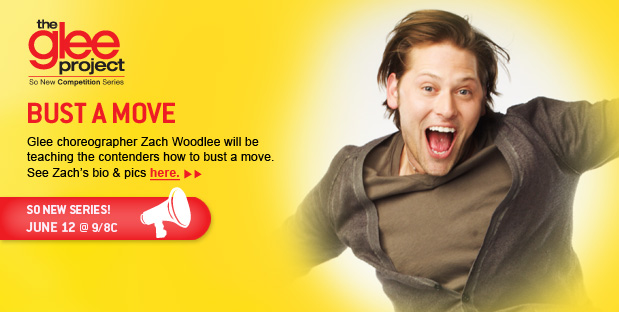 the
glee
project
So New Competition Series
BUST A MOVE
Glee choreographer Zach Woodlee will be
teaching the contenders how to bust a move.
See Zach's bio & pics here.
SO NEW SERIES!
JUNE 12 @ 9/8C